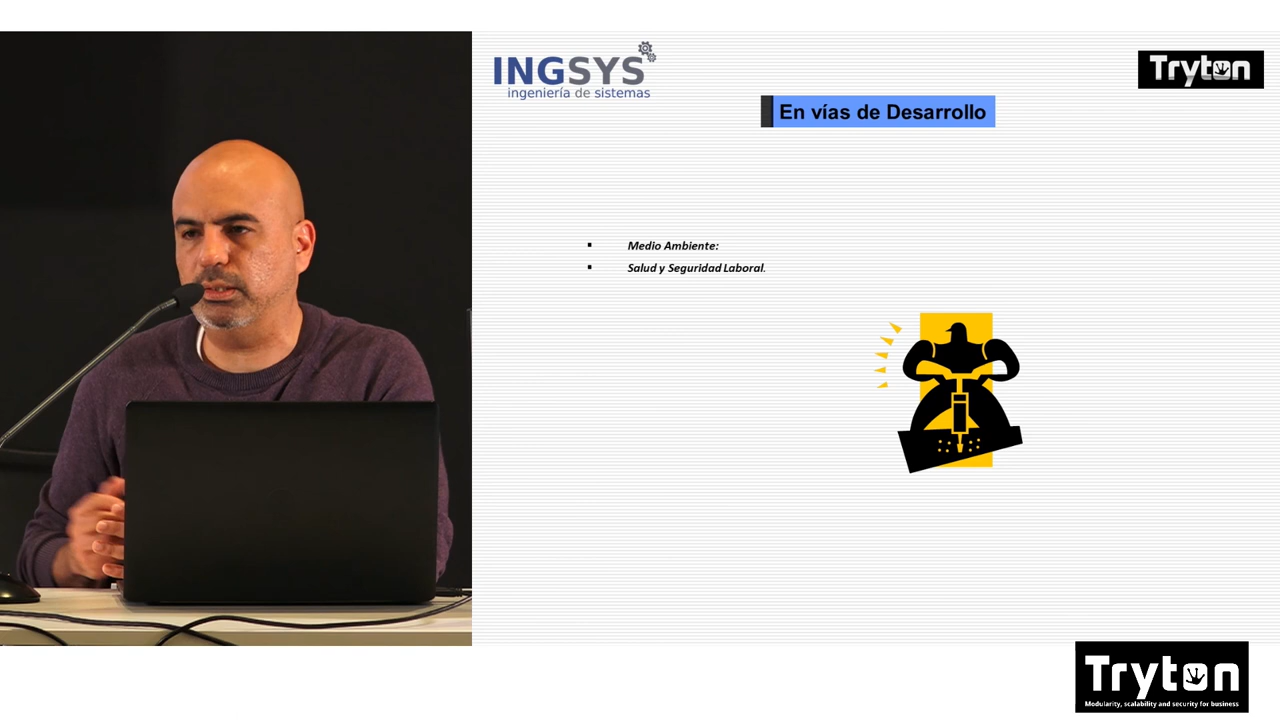 INGSYS
ingeniería de sistemas
Tryton
En vías de Desarrollo
▪ Medio Ambiente:
▪ Salud y Seguridad Laboral.
Tryton
Modularity, scalability and security for business